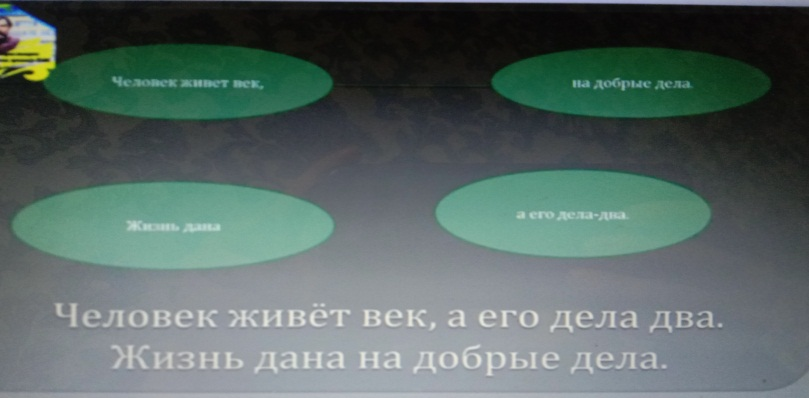 Человек живет век,
на добрые дела.
Жизнь дана
а его дела-два.
Человек живёт век, а его дела два.
Жизнь дана на добрые дела.